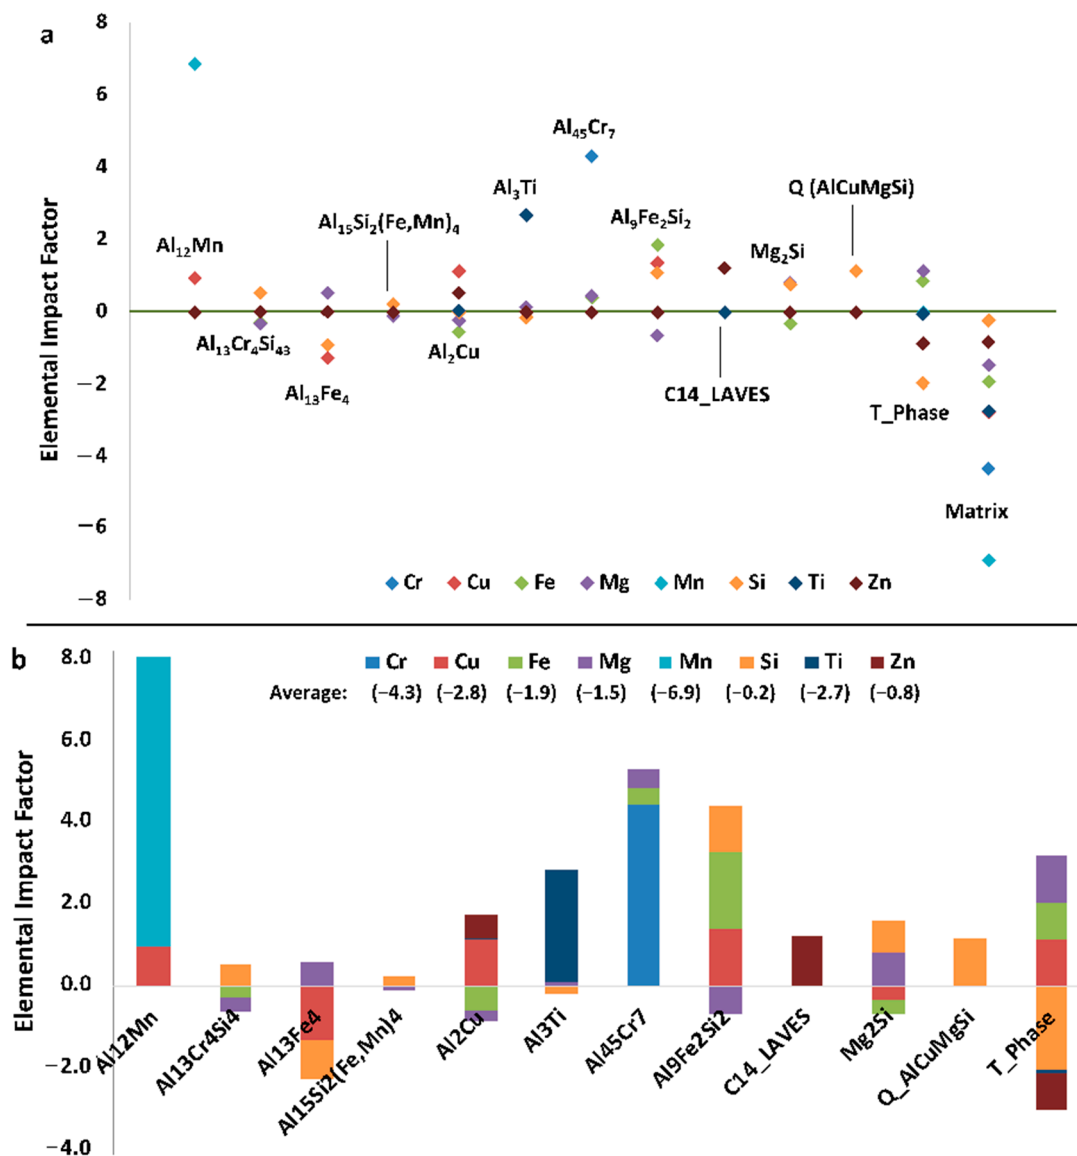 a
Elemental Impact Factor
8
6
4
2
0
−2
−4
−6
−8
Al₁₂Mn
Al₁₃Cr₄Si₄₃
Al₁₃Fe₄
Al₁₅Si₂(Fe,Mn)₄
Al₂Cu
Al₃Ti
Al₄₅Cr₇
Al₉Fe₂Si₂
C14_LAVES
Mg₂Si
Q (AlCuMgSi)
T_Phase
Matrix
Cr Cu Fe Mg Mn Si Ti Zn
b
Elemental Impact Factor
8.0
6.0
4.0
2.0
0.0
−2.0
−4.0
Cr Cu Fe Mg Mn Si Ti Zn
Average: (−4.3) (−2.8) (−1.9) (−1.5) (−6.9) (−0.2) (−2.7) (−0.8)
Al12Mn
Al13Cr4Si4
Al13Fe4
Al15Si2(Fe,Mn)4
Al2Cu
Al3Ti
Al45Cr7
Al9Fe2Si2
C14_LAVES
Mg2Si
Q_AlCuMgSi
T_Phase